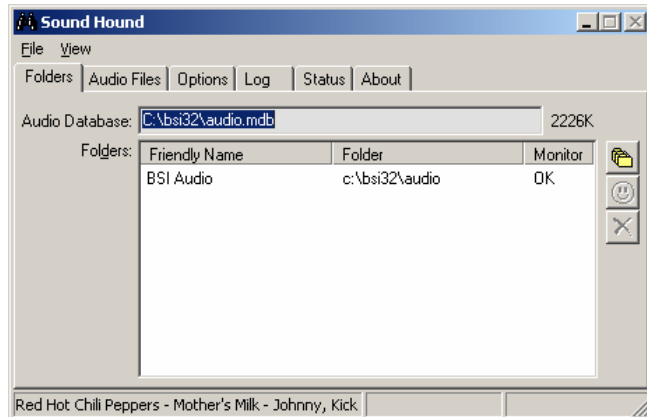 Sound Hound
File View
Folders Audio Files Options Log Status About
Audio Database: C:\bsi32\audio.mdb 2226K
Folders: Friendly Name Folder Monitor
BSI Audio c:\bsi32\audio OK
Red Hot Chili Peppers - Mother's Milk - Johnny, Kick